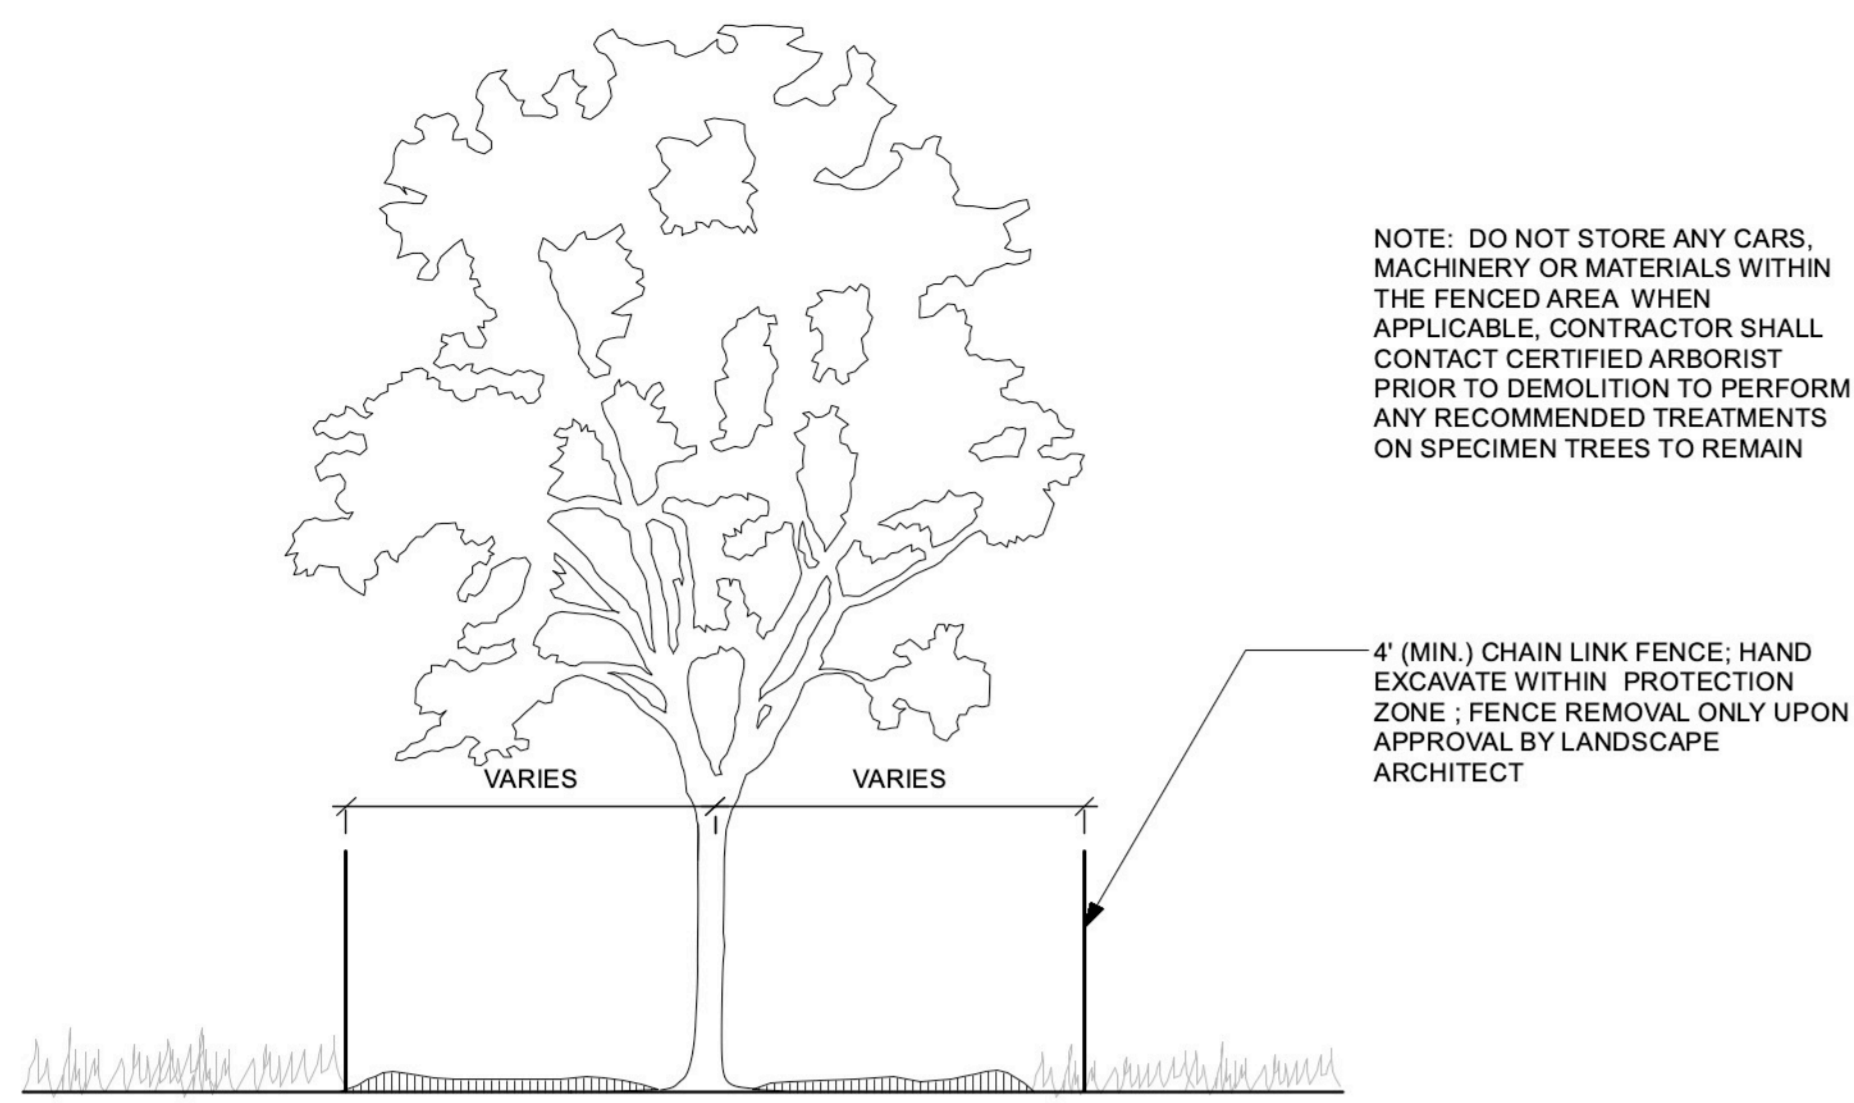 NOTE: DO NOT STORE ANY CARS,
MACHINERY OR MATERIALS WITHIN
THE FENCED AREA WHEN
APPLICABLE, CONTRACTOR SHALL
CONTACT CERTIFIED ARBORIST
PRIOR TO DEMOLITION TO PERFORM
ANY RECOMMENDED TREATMENTS
ON SPECIMEN TREES TO REMAIN
4' (MIN.) CHAIN LINK FENCE; HAND
EXCAVATE WITHIN PROTECTION
ZONE ; FENCE REMOVAL ONLY UPON
APPROVAL BY LANDSCAPE
ARCHITECT
VARIES
VARIES